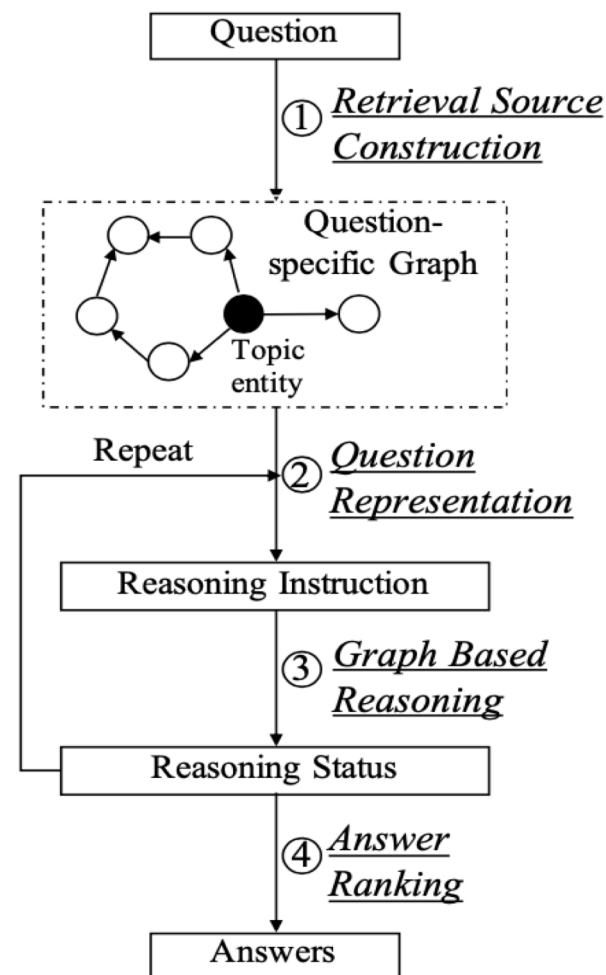 Question
① Retrieval Source
Construction
Question-
specific Graph
Topic
entity
Repeat
② Question
Representation
Reasoning Instruction
③ Graph Based
Reasoning
Reasoning Status
④ Answer
Ranking
Answers